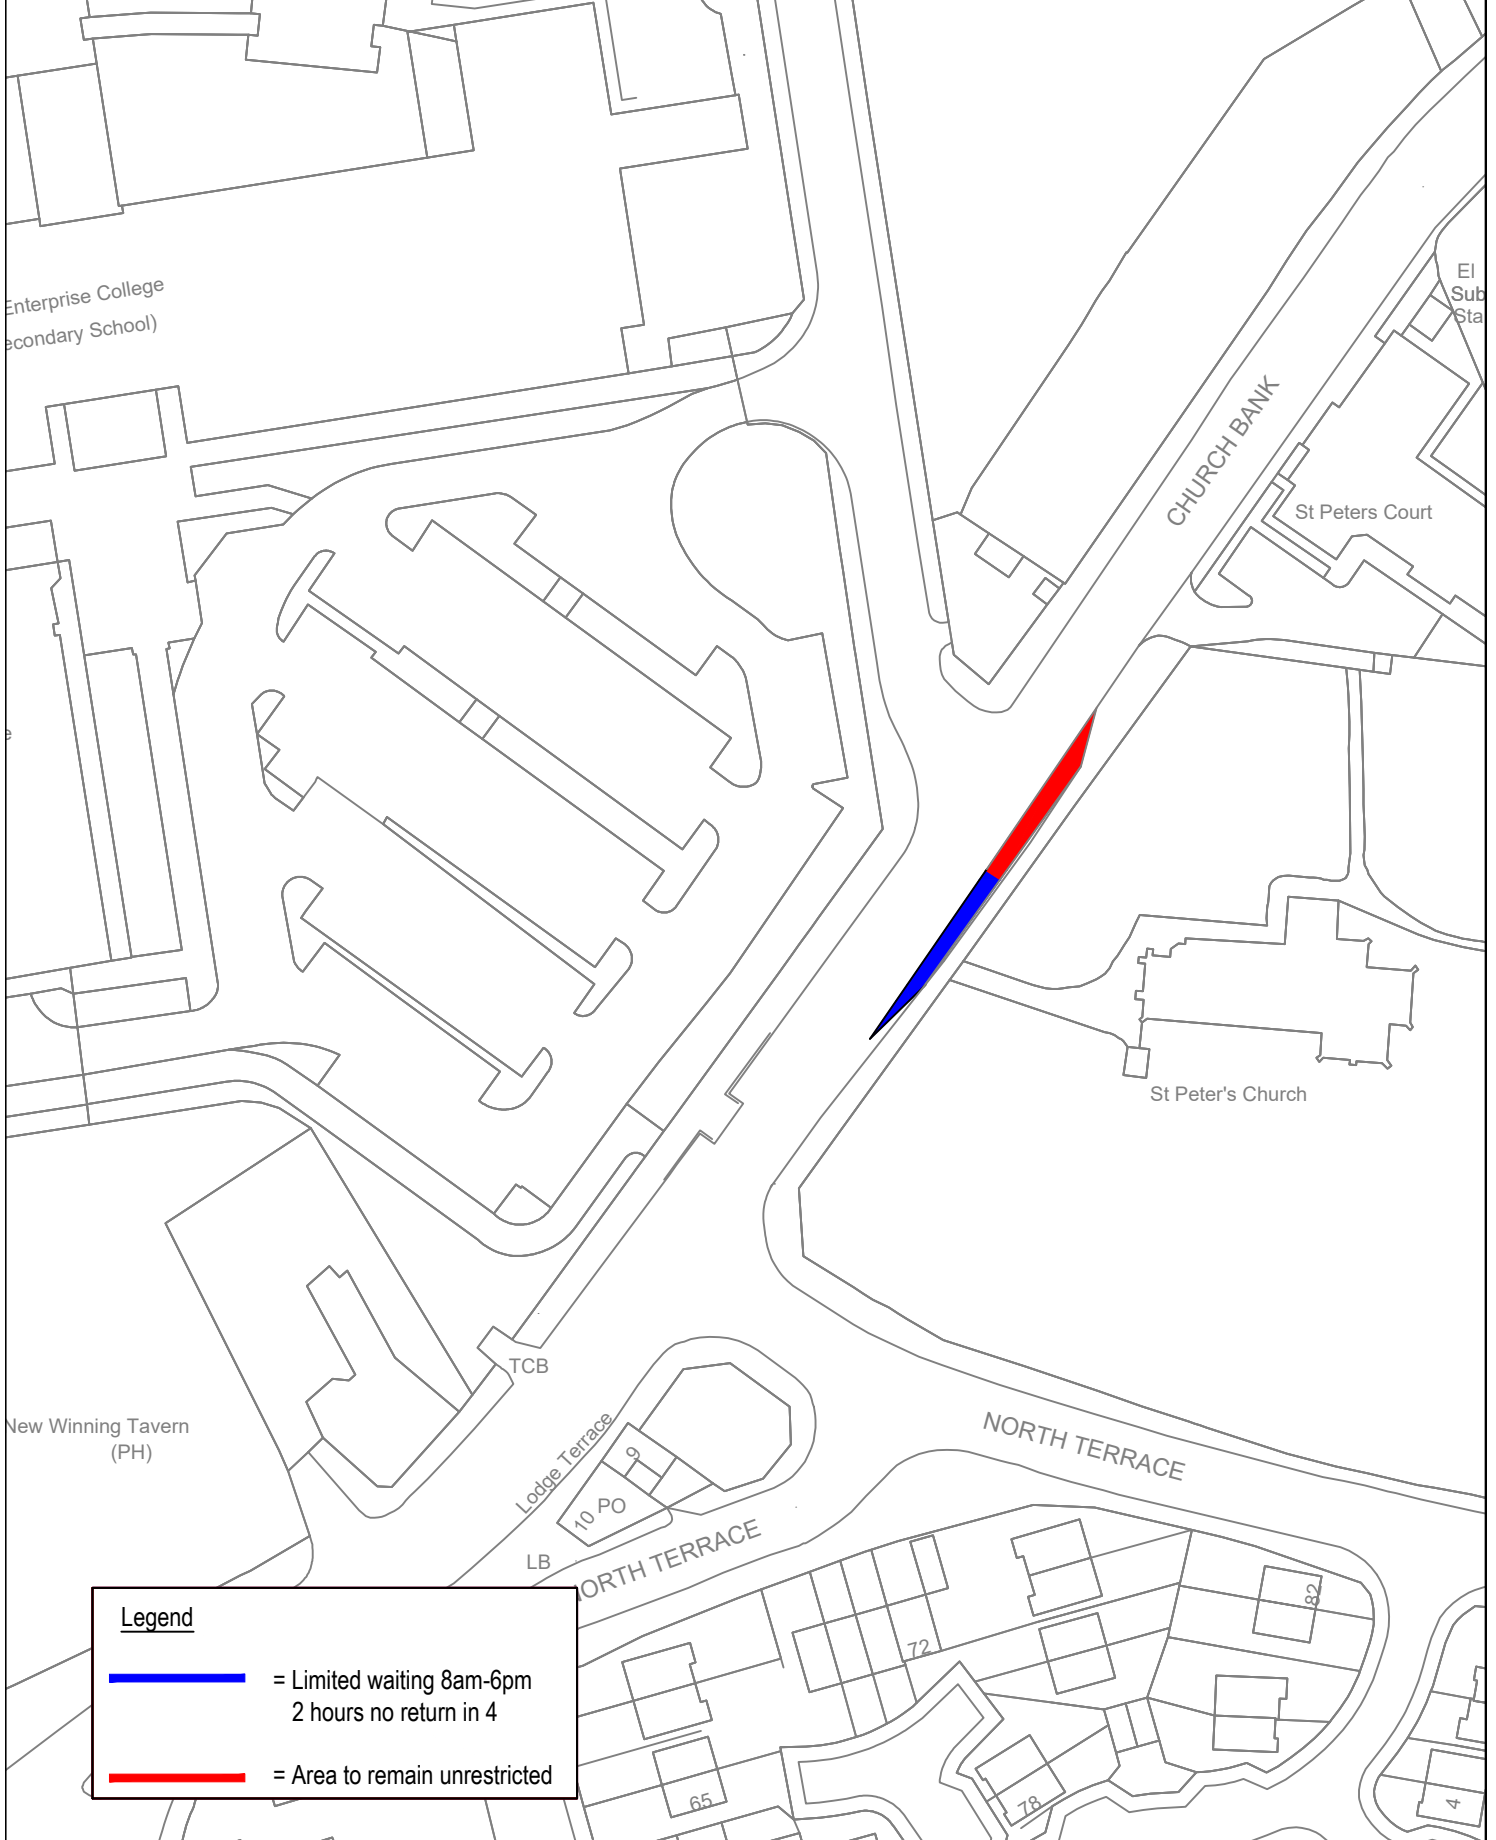 Enterprise College
econdary School)
El
Sub
Sta
CHURCH BANK
St Peters Court
e
St Peter's Church
TCB
New Winning Tavern
(PH)
Lodge Terrace
9
10 PO
LB
NORTH TERRACE
NORTH TERRACE
82
72
65
78
4
Legend
= Limited waiting 8am-6pm
2 hours no return in 4
= Area to remain unrestricted